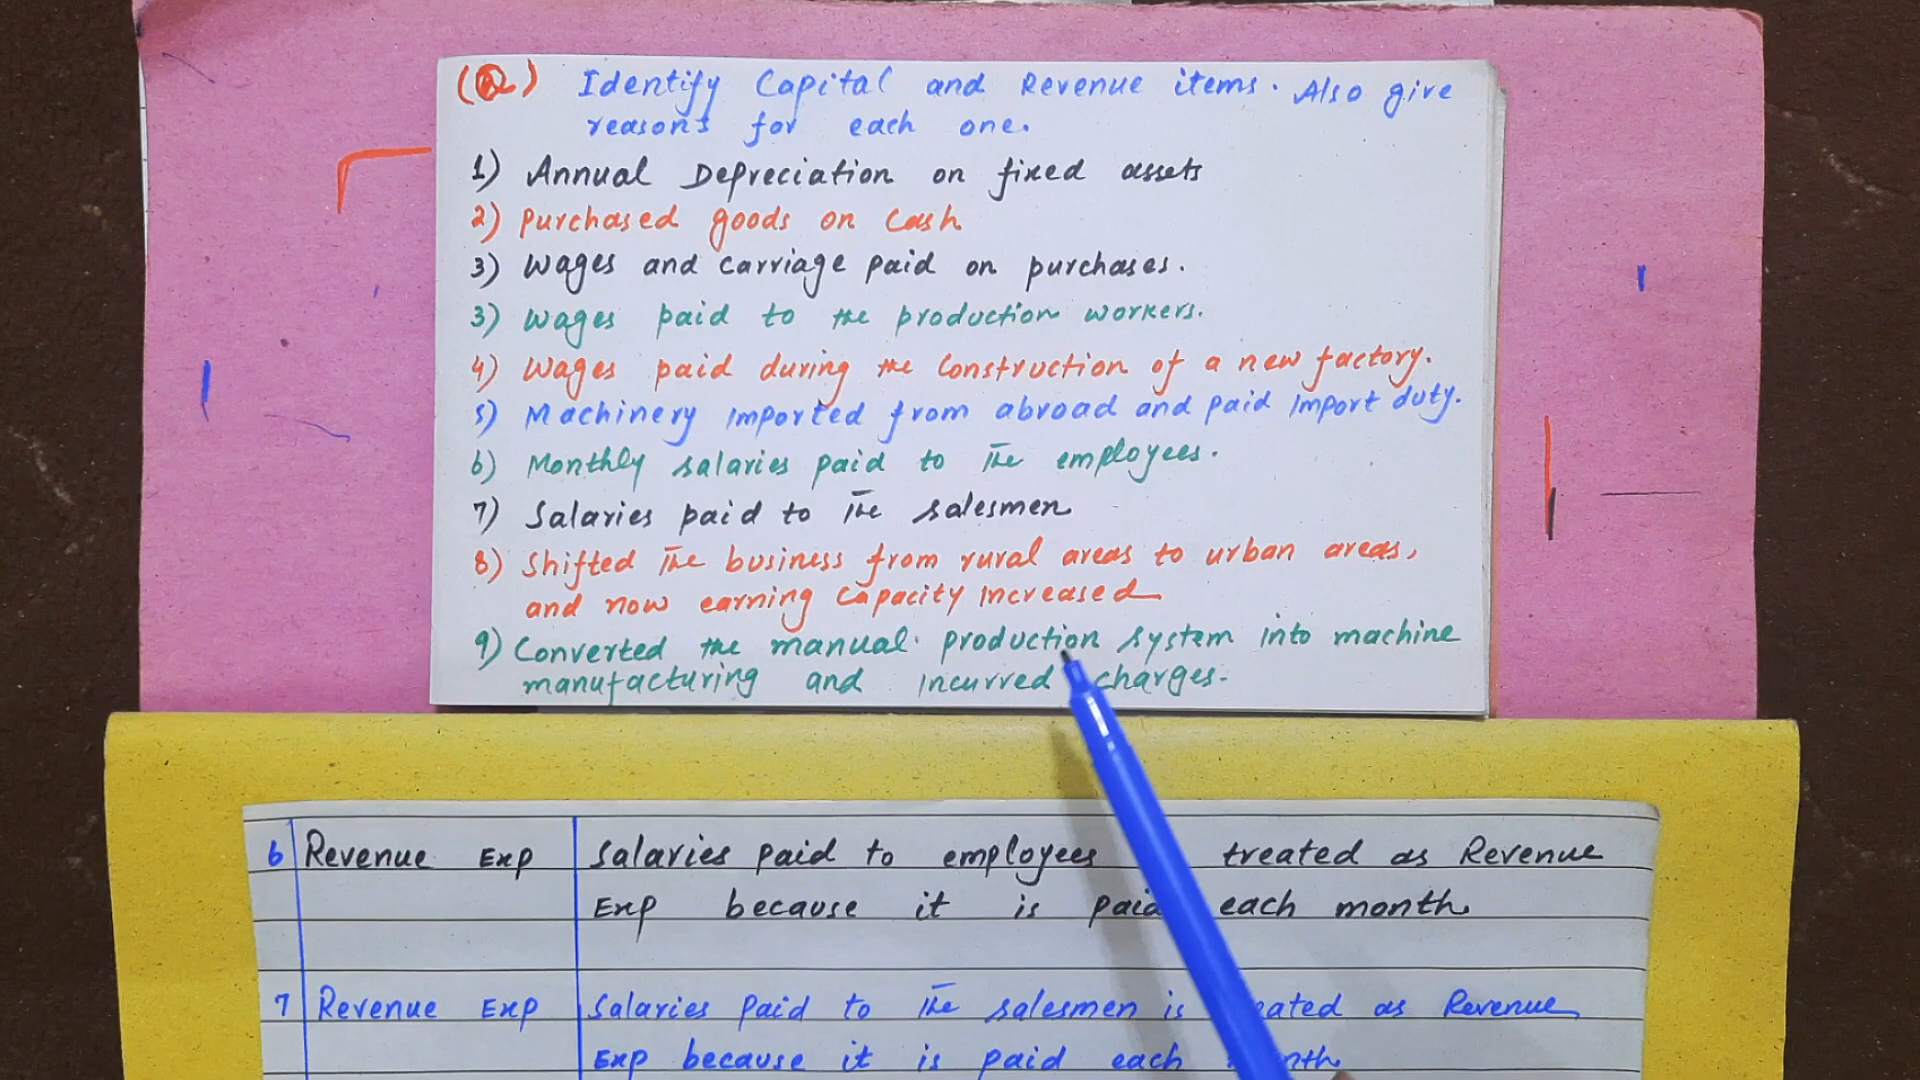 (Q) Identify Capital and Revenue items. Also give
reasons for each one.
1) Annual Depreciation on fixed assets
2) Purchased goods on cash
3) Wages and carriage paid on purchases.
3) Wages paid to the production workers.
4) Wages paid during the Construction of a new factory.
5) Machinery imported from abroad and paid import duty.
6) Monthly salaries paid to the employees.
7) Salaries paid to the salesmen
8) Shifted the business from rural areas to urban areas,
and now earning capacity increased
9) Converted the manual production system into machine
manufacturing and incurred charges.
6 Revenue Exp Salaries paid to employees treated as Revenue
Exp because it is paid each month
7 Revenue Exp Salaries paid to the salesmen is as Revenue
Exp because it is paid each